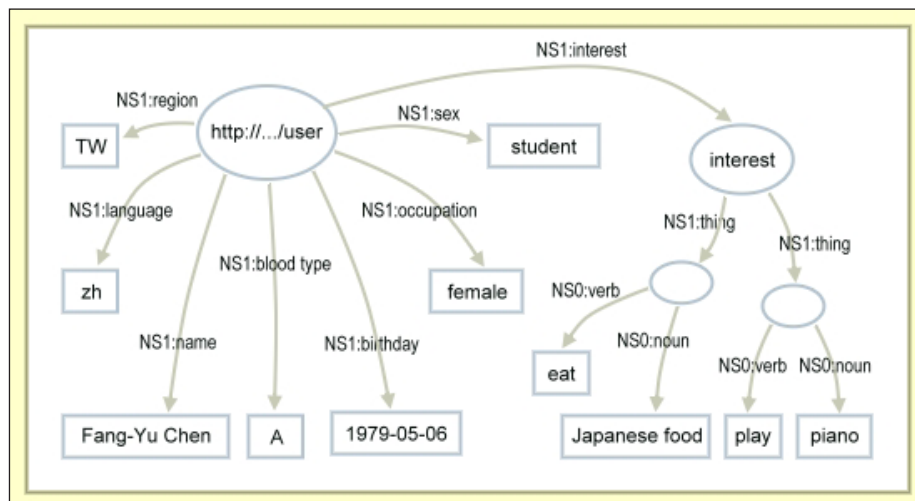 NS1:interest
NS1:region
http://.../user
NS1:sex
TW
student
interest
NS1:language
NS1:occupation
NS1:thing
NS1:thing
NS1:blood type
zh
female
NS0:verb
NS1:name
NS1:birthday
NS0:noun
NS0:verb
NS0:noun
eat
Fang-Yu Chen
A
1979-05-06
Japanese food
play
piano